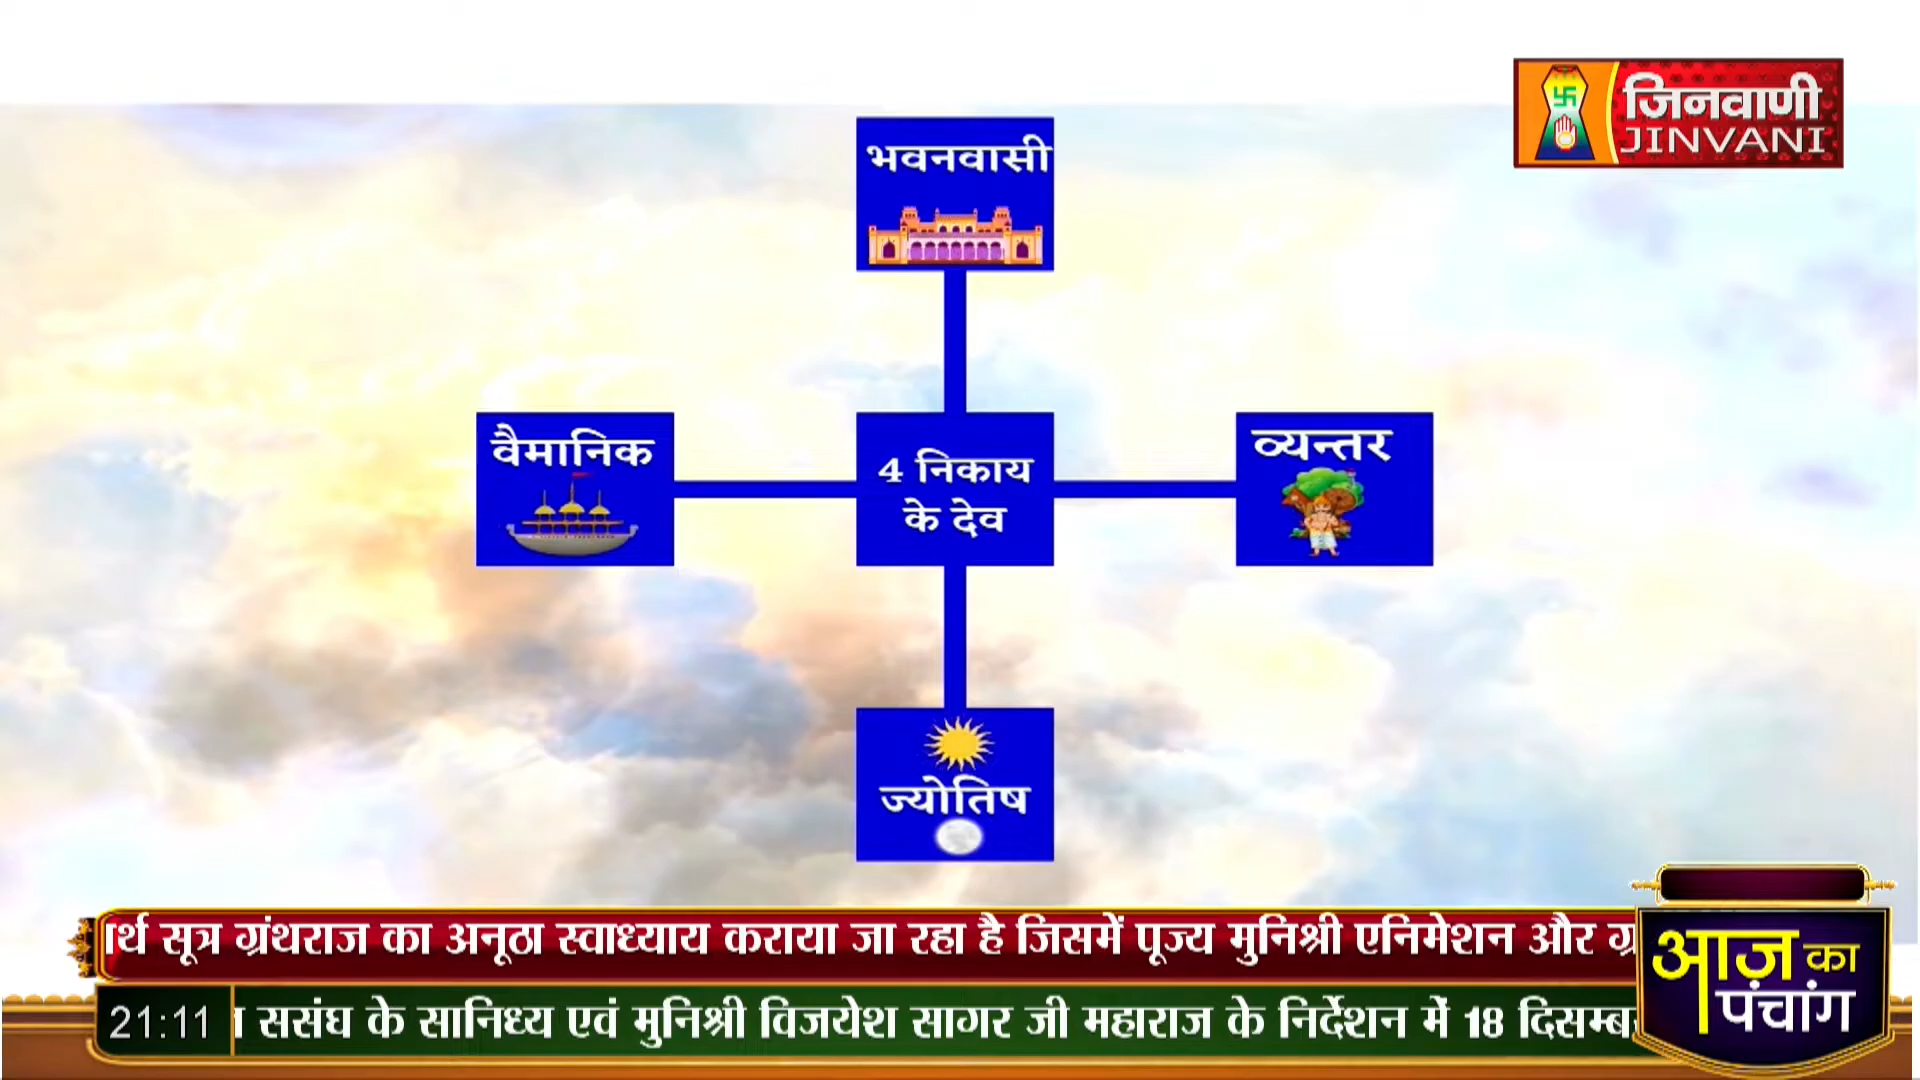 जिनवाणी
JINVANI
भवनवासी
वैमानिक
4 निकाय
के देव
व्यन्तर
ज्योतिष
सूत्र ग्रंथराज का अनूठा स्वाध्याय कराया जा रहा है जिसमें पूज्य मुनिश्री एनिमेशन और
आज का
पंचांग
21:11
ससंघ के सानिध्य एवं मुनिश्री विजयेश सागर जी महाराज के निर्देशन में 18